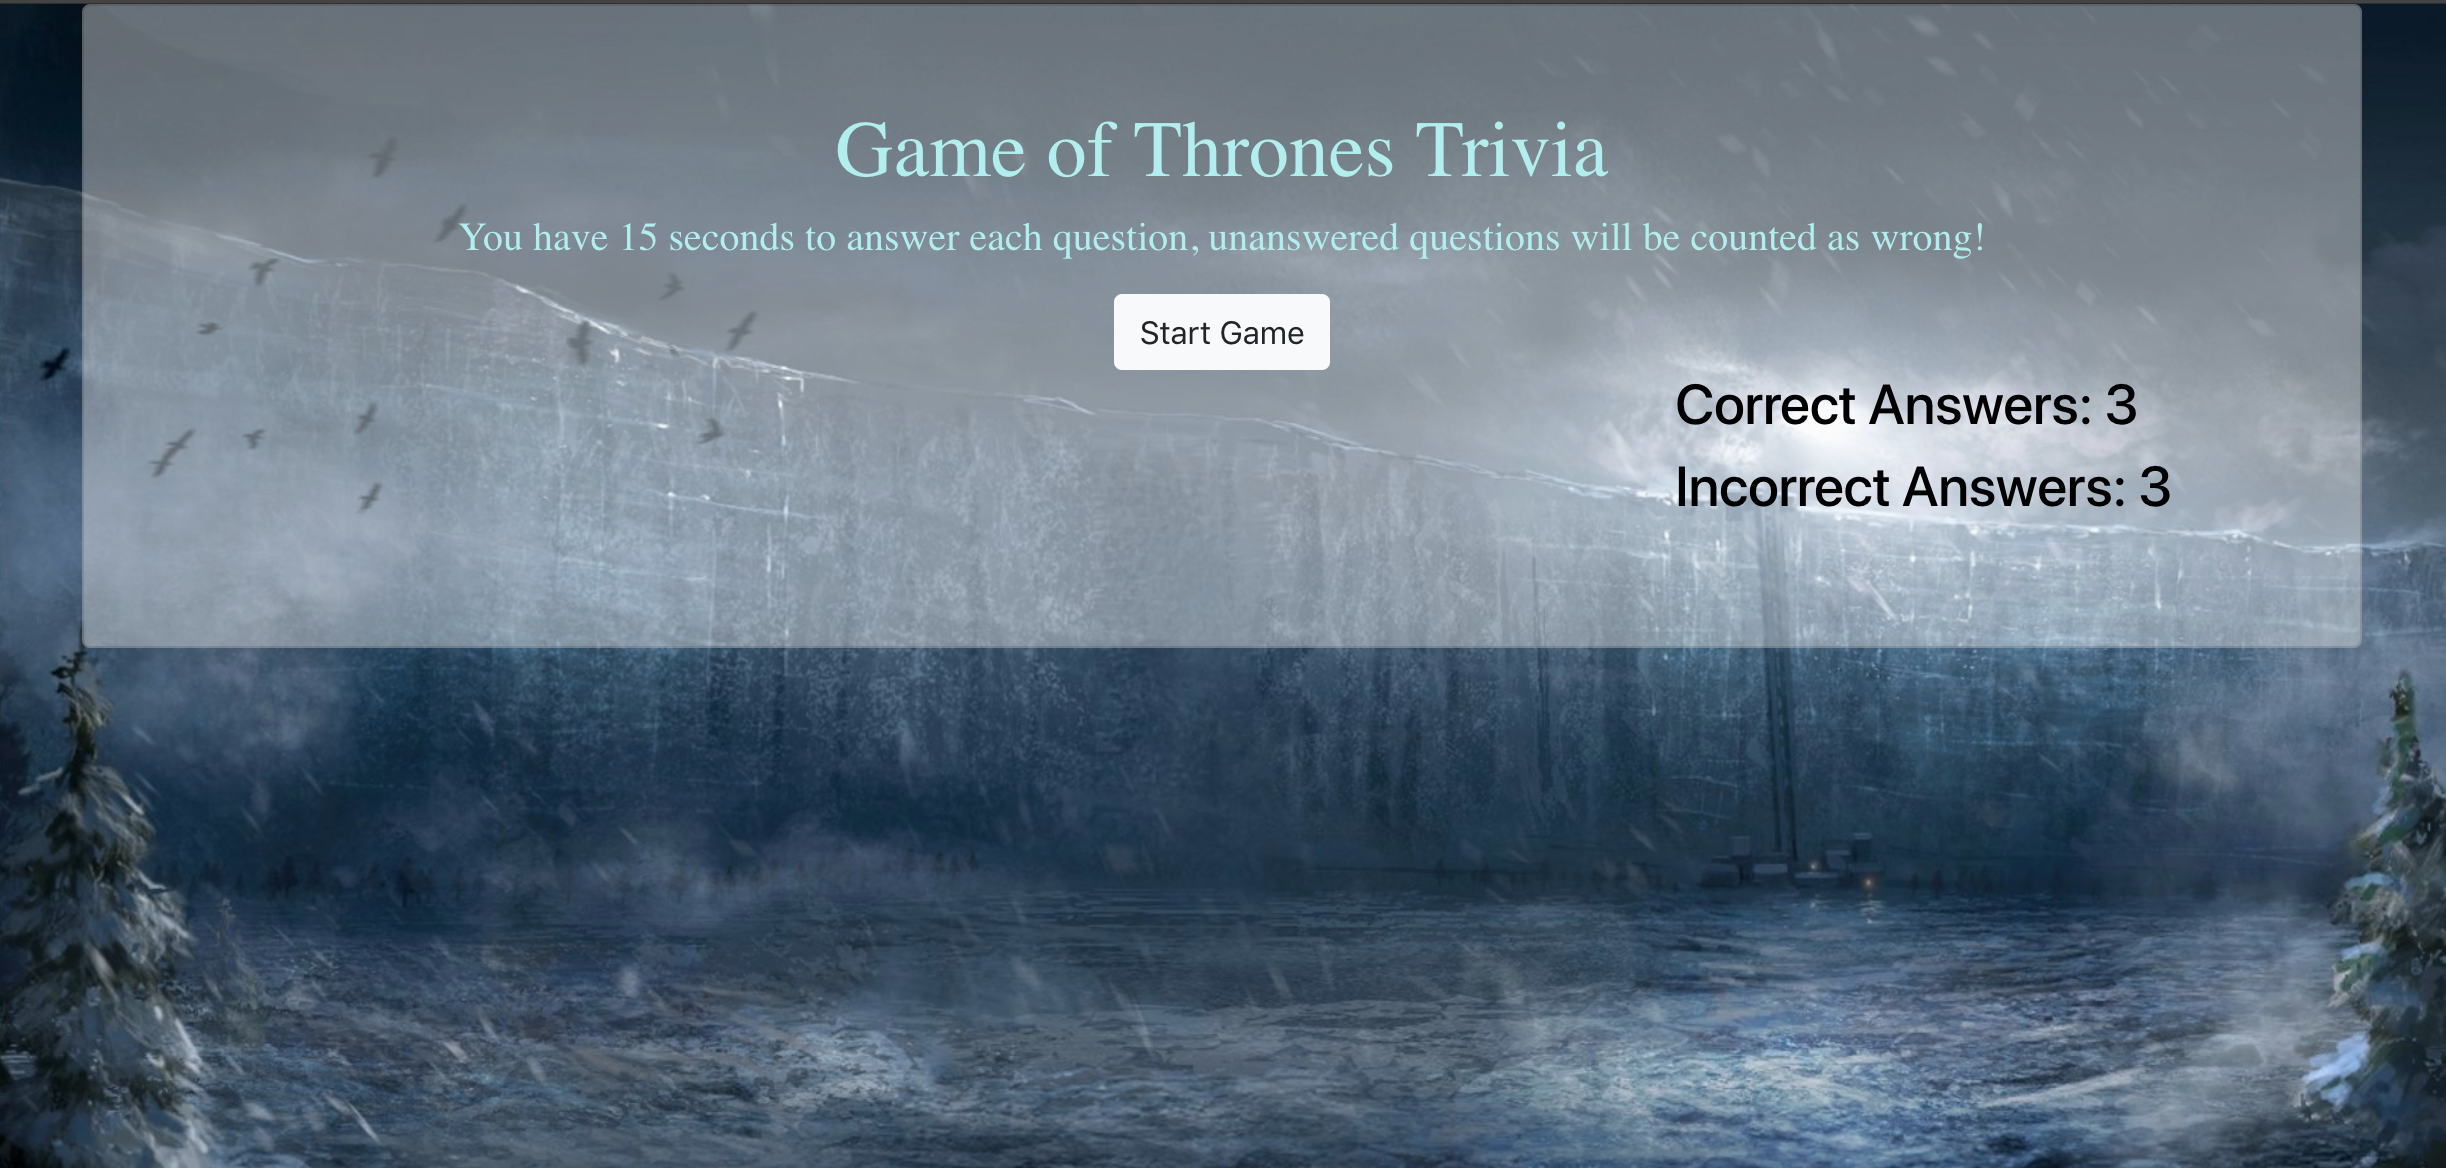 Game of Thrones Trivia
You have 15 seconds to answer each question, unanswered questions will be counted as wrong!
Start Game
Correct Answers: 3
Incorrect Answers: 3